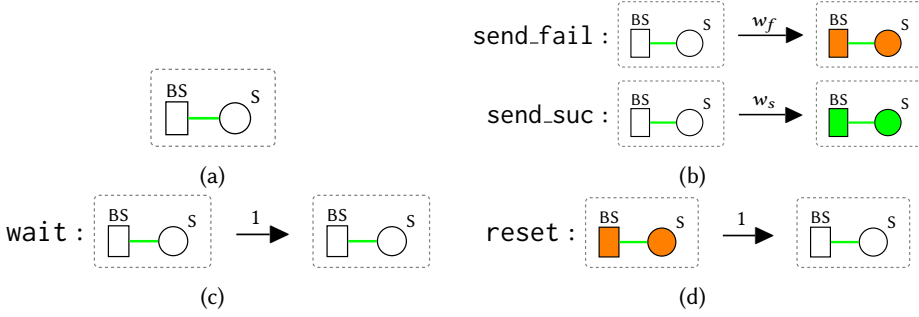 BS S
(a)
send_fail : BS S w_f BS S
send_suc : BS S w_s BS S
(b)
wait : BS S 1 BS S
(c)
reset : BS S 1 BS S
(d)